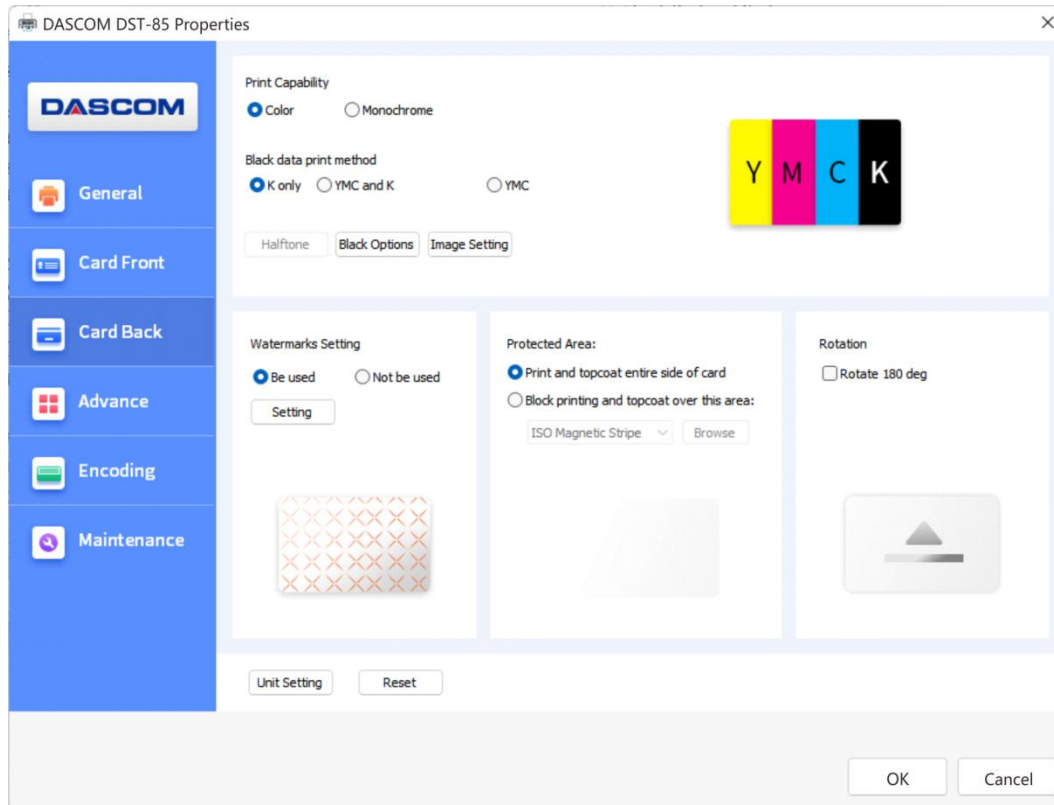 DASCOM DST-85 Properties
DASCOM
General
Card Front
Card Back
Advance
Encoding
Maintenance
Print Capability
Color Monochrome
Black data print method
K only YMC and K YMC
Halftone Black Options Image Setting
Y M C K
Watermarks Setting
Be used Not be used
Setting
Protected Area:
Print and topcoat entire side of card
Block printing and topcoat over this area:
ISO Magnetic Stripe Browse
Rotation
Rotate 180 deg
Unit Setting Reset
OK Cancel